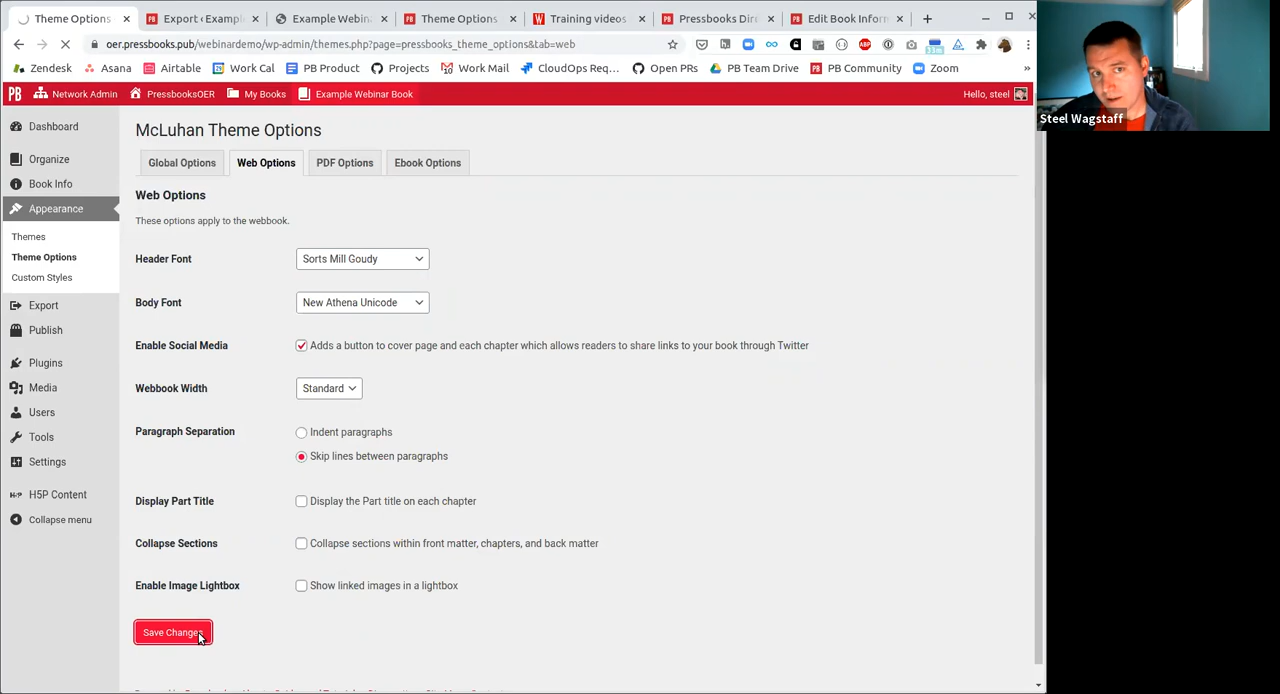 Theme Options
Export ‹ Example
Example Webina
Theme Options
Training videos
Pressbooks Dire
Edit Book Inform
oer.pressbooks.pub/webinardemo/wp-admin/themes.php?page=pressbooks_theme_options&tab=web
Zendesk Asana Airtable Work Cal PB Product Projects Work Mail CloudOps Req... Open PRs PB Team Drive PB Community Zoom »
PB Network Admin PressbooksOER My Books Example Webinar Book Hello, steel
Steel Wagstaff
Dashboard
Organize
Book Info
Appearance
Themes
Theme Options
Custom Styles
Export
Publish
Plugins
Media
Users
Tools
Settings
H5P Content
Collapse menu
McLuhan Theme Options
Global Options Web Options PDF Options Ebook Options
Web Options
These options apply to the webbook.
Header Font Sorts Mill Goudy
Body Font New Athena Unicode
Enable Social Media Adds a button to cover page and each chapter which allows readers to share links to your book through Twitter
Webbook Width Standard
Paragraph Separation Indent paragraphs
Skip lines between paragraphs
Display Part Title Display the Part title on each chapter
Collapse Sections Collapse sections within front matter, chapters, and back matter
Enable Image Lightbox Show linked images in a lightbox
Save Changes